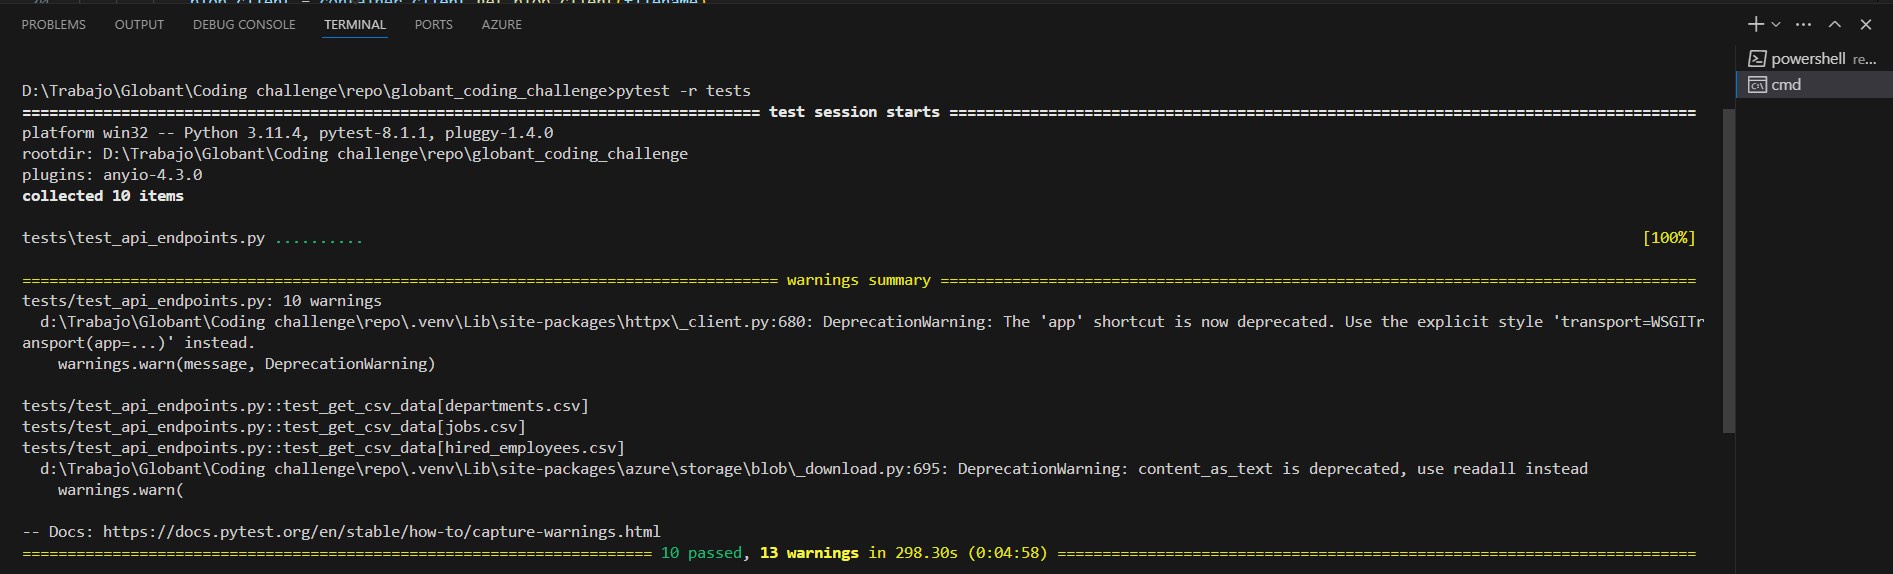 blob_client = container_client.get_blob_client(filename)
PROBLEMS OUTPUT DEBUG CONSOLE TERMINAL PORTS AZURE
powershell re...
cmd
D:\Trabajo\Globant\Coding challenge\repo\globant_coding_challenge>pytest -r tests
================================================================================== test session starts ===================================================================================
platform win32 -- Python 3.11.4, pytest-8.1.1, pluggy-1.4.0
rootdir: D:\Trabajo\Globant\Coding challenge\repo\globant_coding_challenge
plugins: anyio-4.3.0
collected 10 items
tests\test_api_endpoints.py .......... [100%]
==================================================================================== warnings summary ====================================================================================
tests/test_api_endpoints.py: 10 warnings
d:\Trabajo\Globant\Coding challenge\repo\.venv\Lib\site-packages\httpx\_client.py:680: DeprecationWarning: The 'app' shortcut is now deprecated. Use the explicit style 'transport=WSGITr
ansport(app=...)' instead.
warnings.warn(message, DeprecationWarning)
tests/test_api_endpoints.py::test_get_csv_data[departments.csv]
tests/test_api_endpoints.py::test_get_csv_data[jobs.csv]
tests/test_api_endpoints.py::test_get_csv_data[hired_employees.csv]
d:\Trabajo\Globant\Coding challenge\repo\.venv\Lib\site-packages\azure\storage\blob\_download.py:695: DeprecationWarning: content_as_text is deprecated, use readall instead
warnings.warn(
-- Docs: https://docs.pytest.org/en/stable/how-to/capture-warnings.html
====================================================================== 10 passed, 13 warnings in 298.30s (0:04:58) =======================================================================